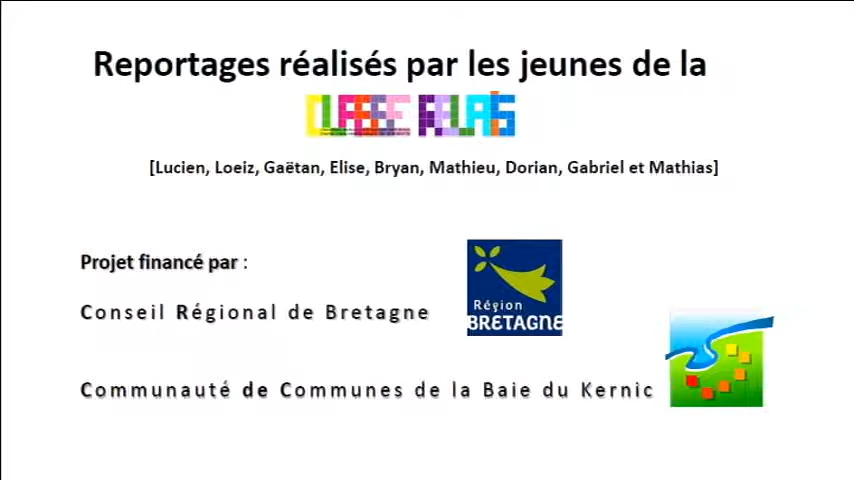 Reportages réalisés par les jeunes de la
CLASSE RELAIS
[Lucien, Loeiz, Gaëtan, Elise, Bryan, Mathieu, Dorian, Gabriel et Mathias]
Projet financé par :
Conseil Régional de Bretagne
Région
BRETAGNE
Communauté de Communes de la Baie du Kernic